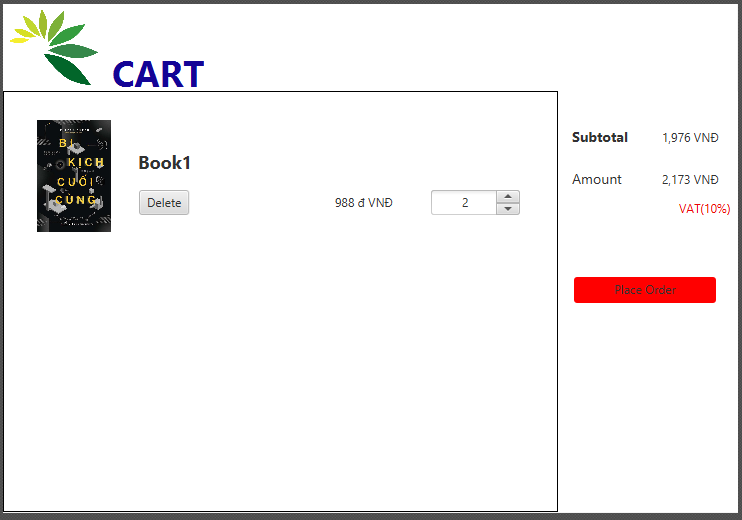 CART
BI
KỊCH
CUỐI
CÙNG
Book1
Delete
988 đ VNĐ
2
Subtotal
1,976 VNĐ
Amount
2,173 VNĐ
VAT(10%)
Place Order